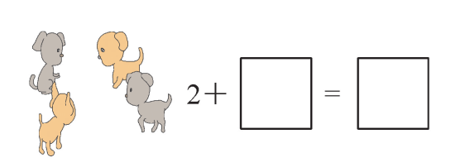 2+ =